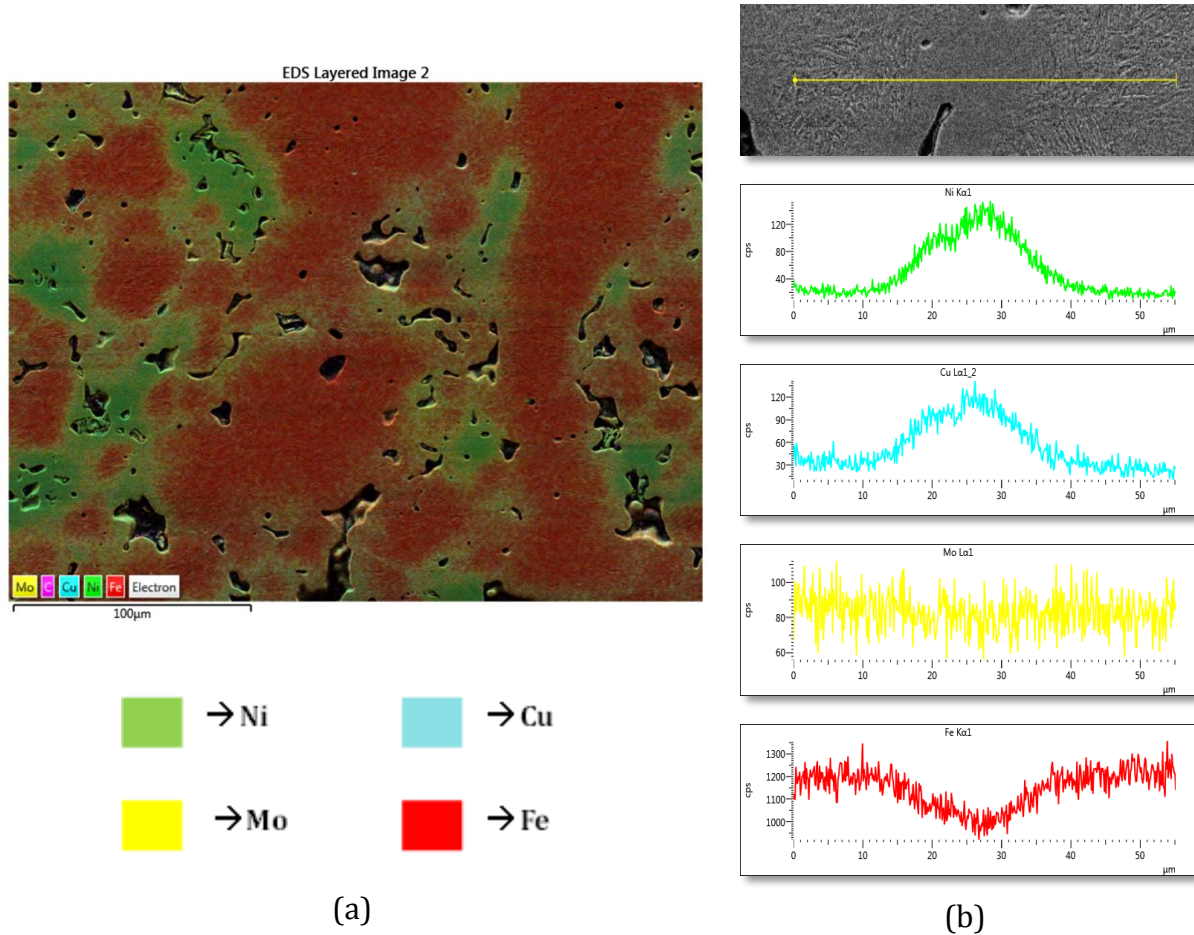 EDS Layered Image 2
Mo C Cu Ni Fe Electron
100µm
→Ni
→Cu
→Mo
→Fe
(a)
Ni Kα1
120
80
40
cps
0 10 20 30 40 50
µm
Cu Lα1_2
120
90
60
30
cps
0 10 20 30 40 50
µm
Mo Lα1
100
80
60
cps
0 10 20 30 40 50
µm
Fe Kα1
1300
1200
1100
1000
cps
0 10 20 30 40 50
µm
(b)